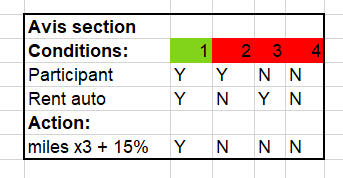 Avis section
Conditions: 1 2 3 4
Participant Y Y N N
Rent auto Y N Y N
Action:
miles x3 + 15% Y N N N